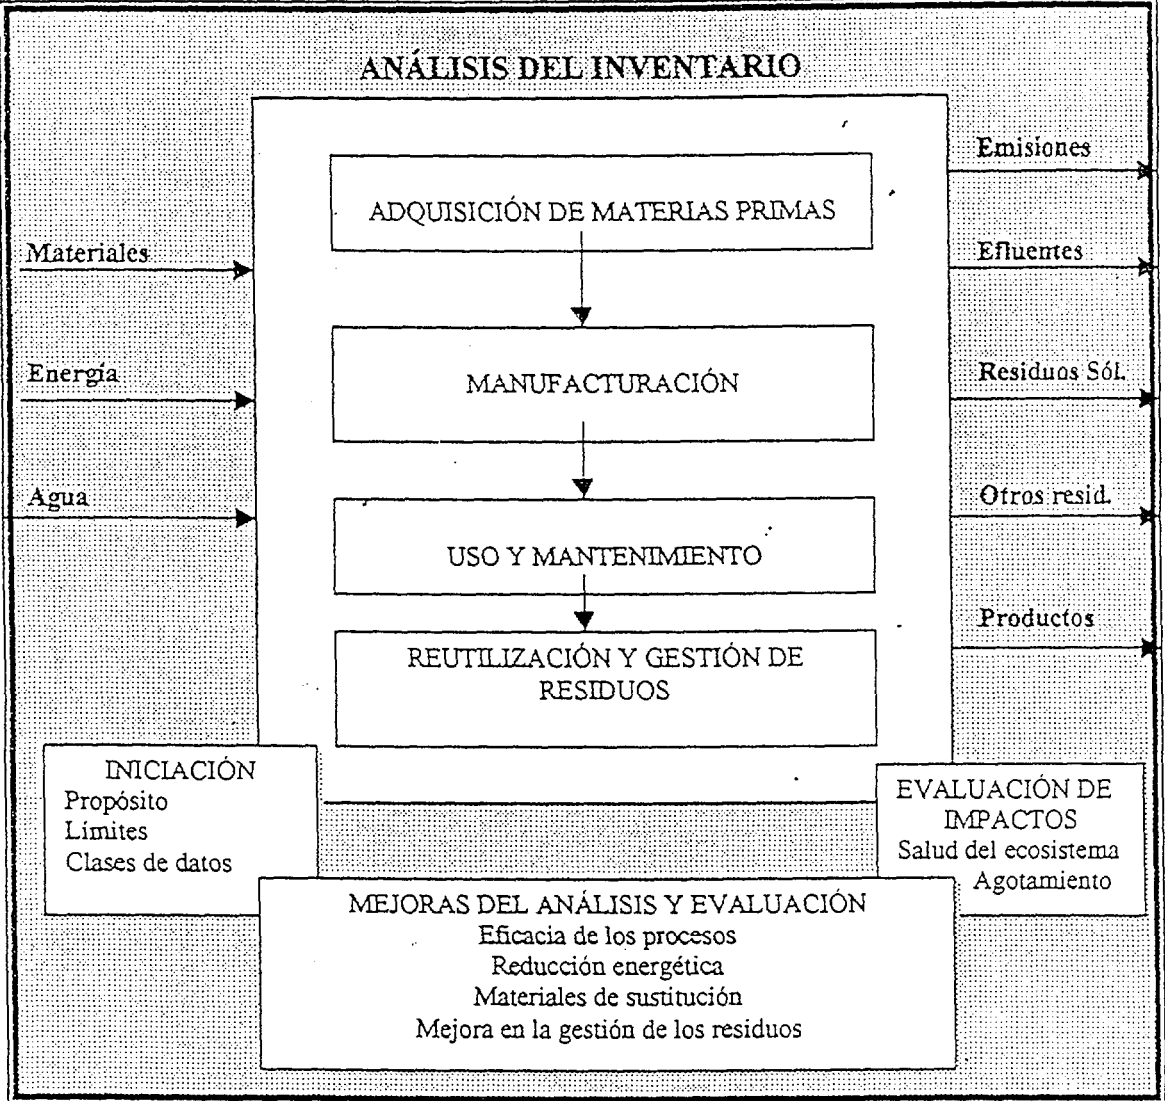 ANÁLISIS DEL INVENTARIO
Materiales
Energía
Agua
ADQUISICIÓN DE MATERIAS PRIMAS
MANUFACTURACIÓN
USO Y MANTENIMIENTO
REUTILIZACIÓN Y GESTIÓN DE
RESIDUOS
Emisiones
Efluentes
Residuos Sól.
Otros resid.
Productos
INICIACIÓN
Propósito
Límites
Clases de datos
EVALUACIÓN DE
IMPACTOS
Salud del ecosistema
Agotamiento
MEJORAS DEL ANÁLISIS Y EVALUACIÓN
Eficacia de los procesos
Reducción energética
Materiales de sustitución
Mejora en la gestión de los residuos